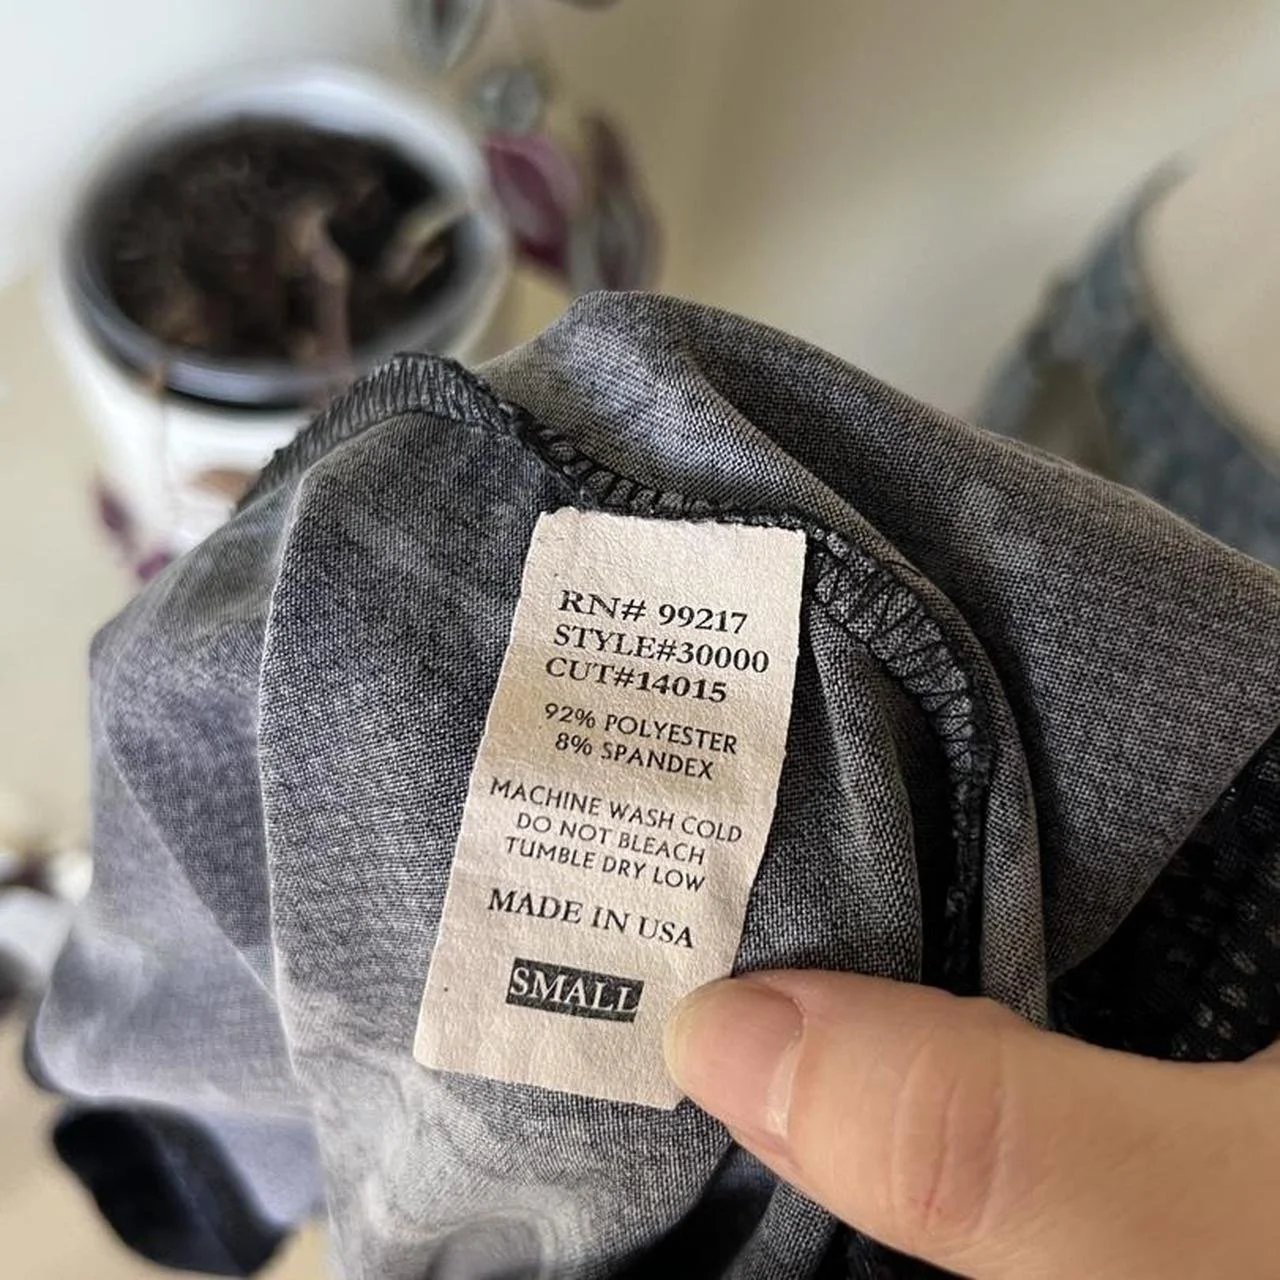 RN# 99217
STYLE#30000
CUT#14015
92% POLYESTER
8% SPANDEX
MACHINE WASH COLD
DO NOT BLEACH
TUMBLE DRY LOW
MADE IN USA
SMALL